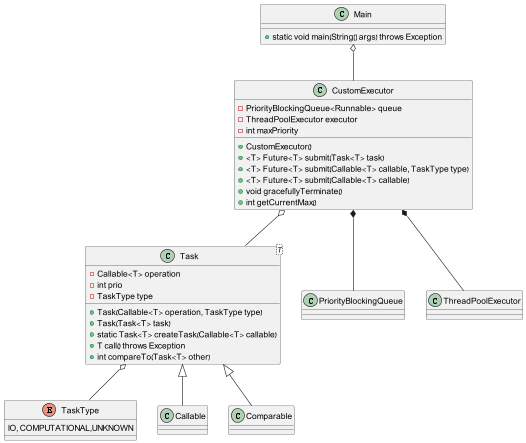 C Main
static void main(String[] args) throws Exception
C CustomExecutor
PriorityBlockingQueue<Runnable> queue
ThreadPoolExecutor executor
int maxPriority
CustomExecutor()
<T> Future<T> submit(Task<T> task)
<T> Future<T> submit(Callable<T> callable, TaskType type)
<T> Future<T> submit(Callable<T> callable)
void gracefullyTerminate()
int getCurrentMax()
C Task T
Callable<T> operation
int prio
TaskType type
Task(Callable<T> operation, TaskType type)
Task(Task<T> task)
static Task<T> createTask(Callable<T> callable)
T call() throws Exception
int compareTo(Task<T> other)
C PriorityBlockingQueue
C ThreadPoolExecutor
E TaskType
IO, COMPUTATIONAL,UNKNOWN
C Callable
C Comparable